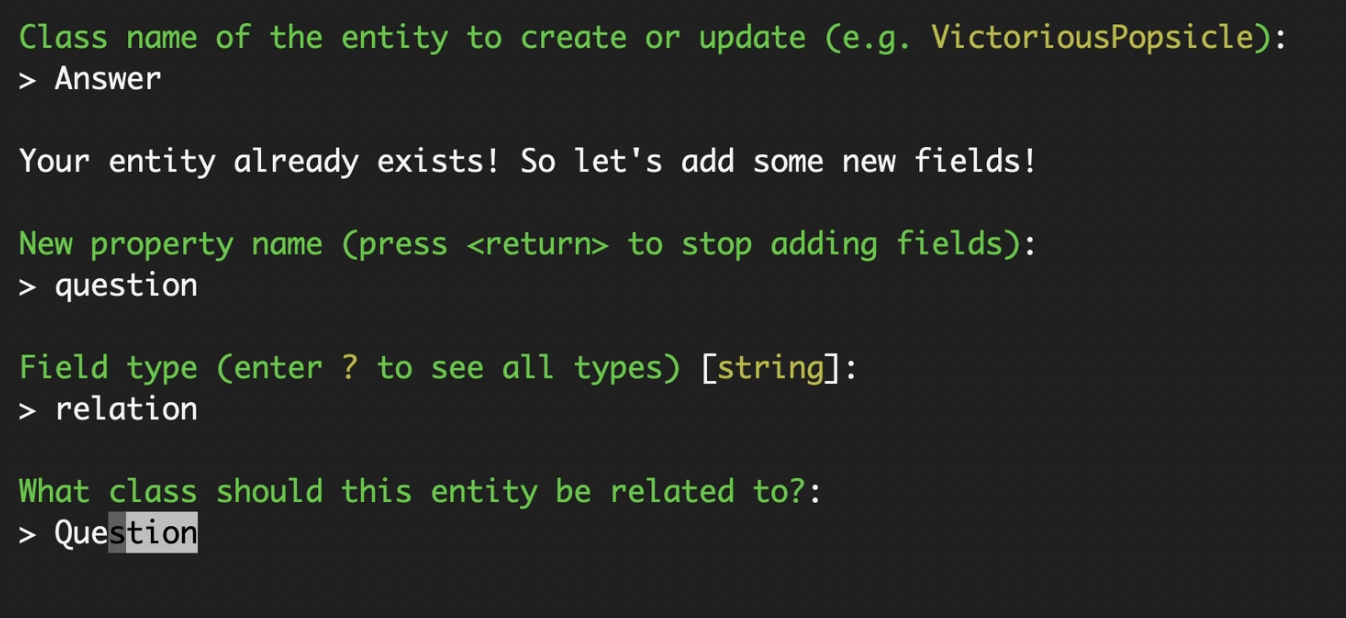 Class name of the entity to create or update (e.g. VictoriousPopsicle):
> Answer
Your entity already exists! So let's add some new fields!
New property name (press <return> to stop adding fields):
> question
Field type (enter ? to see all types) [string]:
> relation
What class should this entity be related to?:
> Question